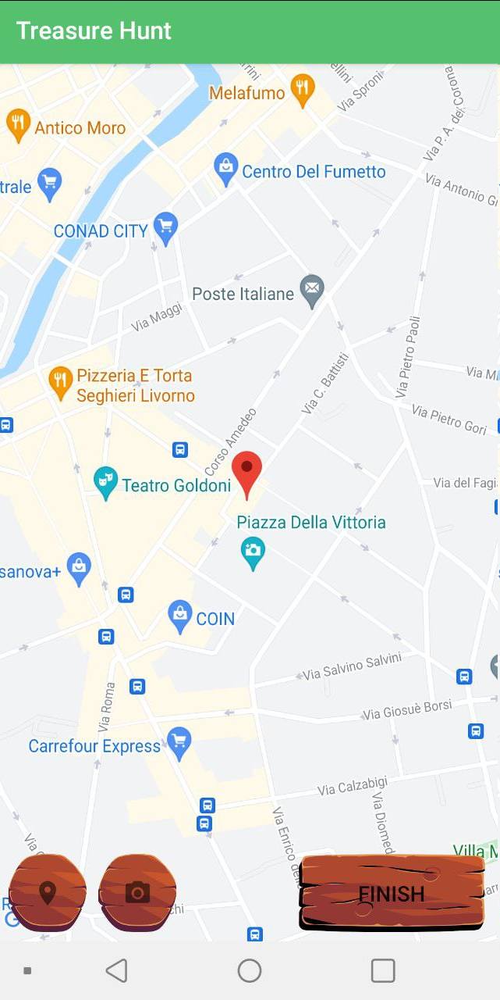 Treasure Hunt
Melafumo
Via Sproni
Antico Moro
Via P. A. dei Corona
Centro Del Fumetto
trale
Via Antonio G
CONAD CITY
Poste Italiane
Via Maggi
Via Pietro Paoli
Via C. Battisti
Pizzeria E Torta
Seghieri Livorno
Via M
Via Pietro Gori
Corso Amedeo
Teatro Goldoni
Via del Fagi
Piazza Della Vittoria
sanova+
COIN
Via Salvino Salvini
Via Roma
Via Giosuè Borsi
Carrefour Express
Via Calzabigi
Via Diomed
Via Enrico de
Villa M
FINISH
chi